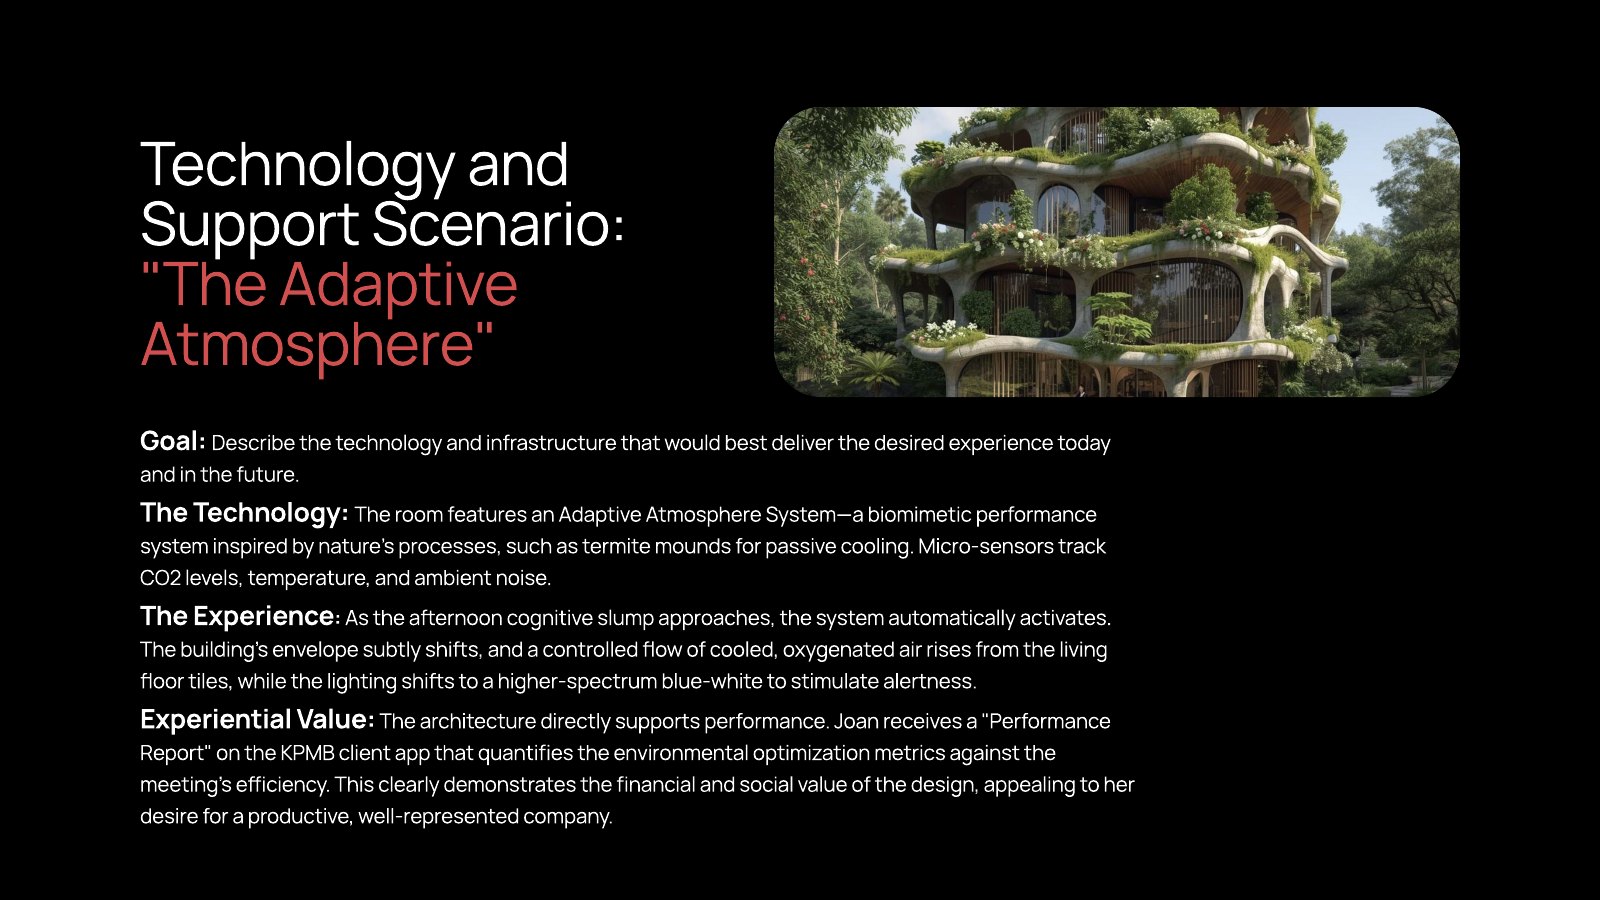 Technology and
Support Scenario:
"The Adaptive
Atmosphere"
Goal: Describe the technology and infrastructure that would best deliver the desired experience today
and in the future.
The Technology: The room features an Adaptive Atmosphere System—a biomimetic performance
system inspired by nature's processes, such as termite mounds for passive cooling. Micro-sensors track
CO2 levels, temperature, and ambient noise.
The Experience: As the afternoon cognitive slump approaches, the system automatically activates.
The building's envelope subtly shifts, and a controlled flow of cooled, oxygenated air rises from the living
floor tiles, while the lighting shifts to a higher-spectrum blue-white to stimulate alertness.
Experiential Value: The architecture directly supports performance. Joan receives a "Performance
Report" on the KPMB client app that quantifies the environmental optimization metrics against the
meeting's efficiency. This clearly demonstrates the financial and social value of the design, appealing to her
desire for a productive, well-represented company.